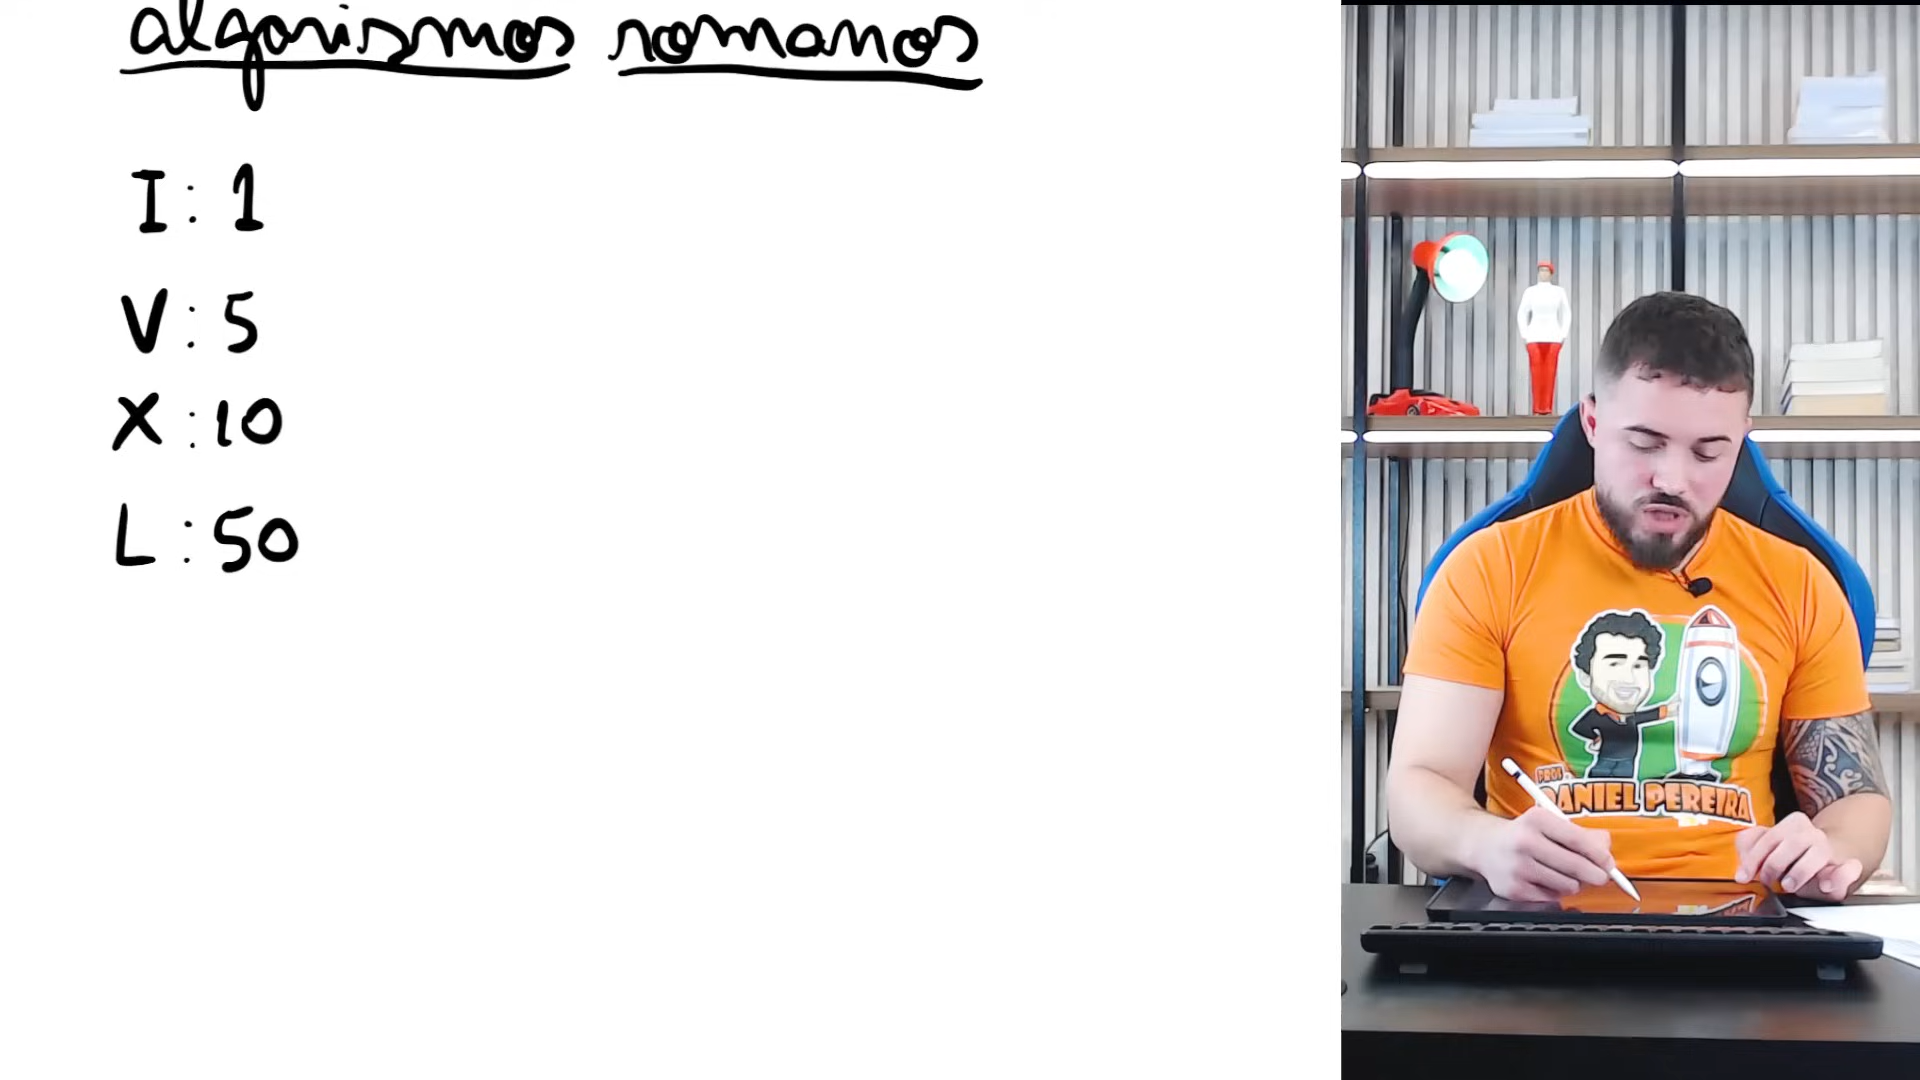 algarismos romanos
I: 1
V: 5
X: 10
L: 50
PROF.
DANIEL PEREIRA